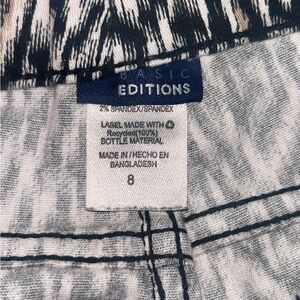 BASIC
EDITIONS
2% SPANDEX/SPANDEX
LABEL MADE WITH ♻
Recycled(100%)
BOTTLE MATERIAL
MADE IN/HECHO EN
BANGLADESH
8